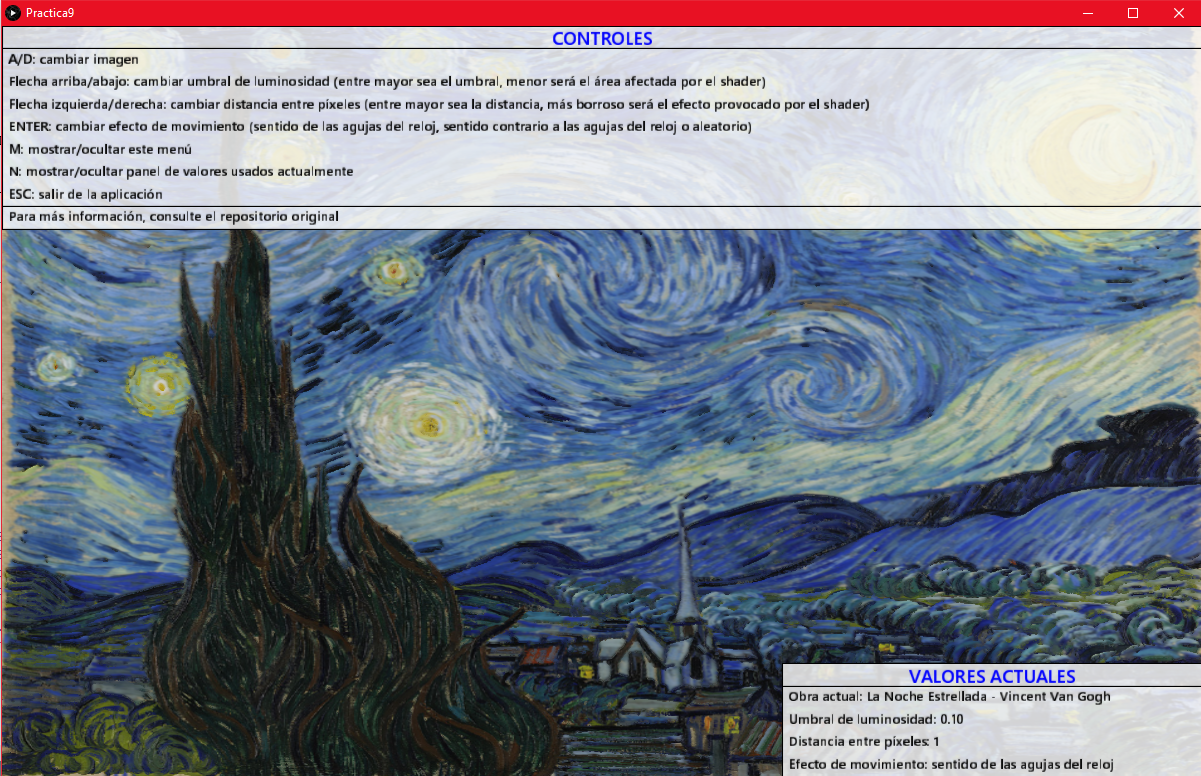 Practica9
CONTROLES
A/D: cambiar imagen
Flecha arriba/abajo: cambiar umbral de luminosidad (entre mayor sea el umbral, menor será el área afectada por el shader)
Flecha izquierda/derecha: cambiar distancia entre píxeles (entre mayor sea la distancia, más borroso será el efecto provocado por el shader)
ENTER: cambiar efecto de movimiento (sentido de las agujas del reloj, sentido contrario a las agujas del reloj o aleatorio)
M: mostrar/ocultar este menú
N: mostrar/ocultar panel de valores usados actualmente
ESC: salir de la aplicación
Para más información, consulte el repositorio original
VALORES ACTUALES
Obra actual: La Noche Estrellada - Vincent Van Gogh
Umbral de luminosidad: 0.10
Distancia entre píxeles: 1
Efecto de movimiento: sentido de las agujas del reloj